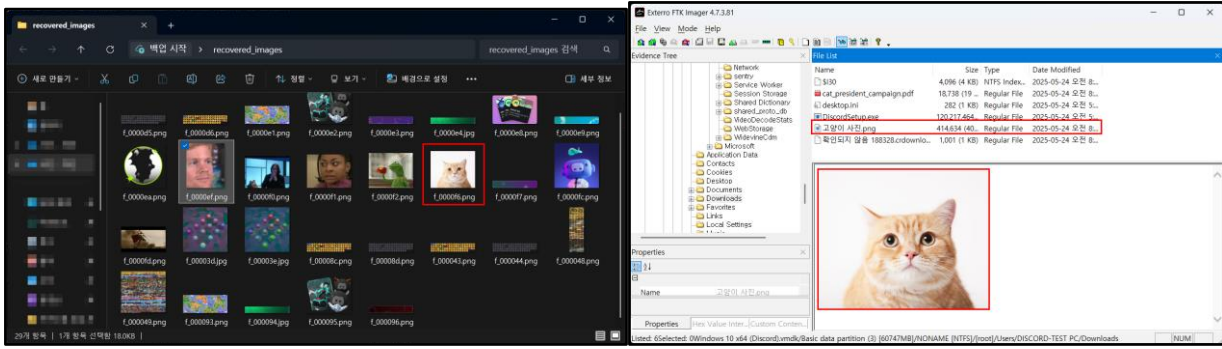 recovered_images
백업 시작 > recovered_images
recovered_images 검색
새로 만들기
정렬
보기
배경으로 설정
세부 정보
f_0000d5.png
f_0000d6.png
f_0000e1.png
f_0000e2.png
f_0000e3.png
f_0000e4.jpg
f_0000e8.png
f_0000e9.png
f_0000ea.png
f_0000ef.png
f_0000f0.png
f_0000f1.png
f_0000f2.png
f_0000f6.png
f_0000f7.png
f_0000fc.png
f_0000fd.png
f_00003d.jpg
f_00003e.jpg
f_00008c.png
f_00008d.png
f_000043.png
f_000044.png
f_000048.png
f_000049.png
f_000093.png
f_000094.jpg
f_000095.png
f_000096.png
29개 항목 | 1개 항목 선택함 18.0KB |
Exterro FTK Imager 4.7.3.81
File View Mode Help
Evidence Tree
Network
sentry
Service Worker
Session Storage
Shared Dictionary
shared_proto_db
VideoDecodeStats
WebStorage
WidevineCdm
Microsoft
Application Data
Contacts
Cookies
Desktop
Documents
Downloads
Favorites
Links
Local Settings
Properties
Name 고양이 사진.png
Properties Hex Value Inter... Custom Conten...
File List
Name Size Type Date Modified
$I30 4,096 (4 KB) NTFS Index... 2025-05-24 오전 8:...
cat_president_campaign.pdf 18,738 (19 ... Regular File 2025-05-24 오전 8:...
desktop.ini 282 (1 KB) Regular File 2025-05-24 오전 5:...
DiscordSetup.exe 120,217,464... Regular File 2025-05-24 오전 5:...
고양이 사진.png 414,634 (40... Regular File 2025-05-24 오전 8:...
확인되지 않음 188328.crdownlo... 1,001 (1 KB) Regular File 2025-05-24 오전 8:...
Listed: 6Selected: 0Windows 10 x64 (Discord).vmdk/Basic data partition (3) [60747MB]/NONAME [NTFS]/[root]/Users/DISCORD-TEST PC/Downloads
NUM